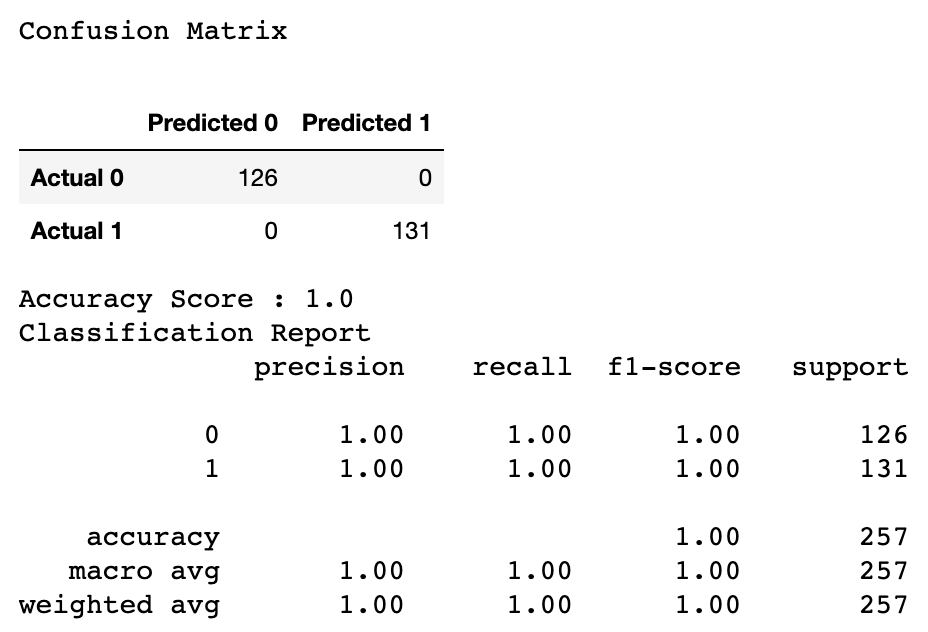 Confusion Matrix
Predicted 0 Predicted 1
Actual 0 126 0
Actual 1 0 131
Accuracy Score : 1.0
Classification Report
precision recall f1-score support
0 1.00 1.00 1.00 126
1 1.00 1.00 1.00 131
accuracy 1.00 257
macro avg 1.00 1.00 1.00 257
weighted avg 1.00 1.00 1.00 257